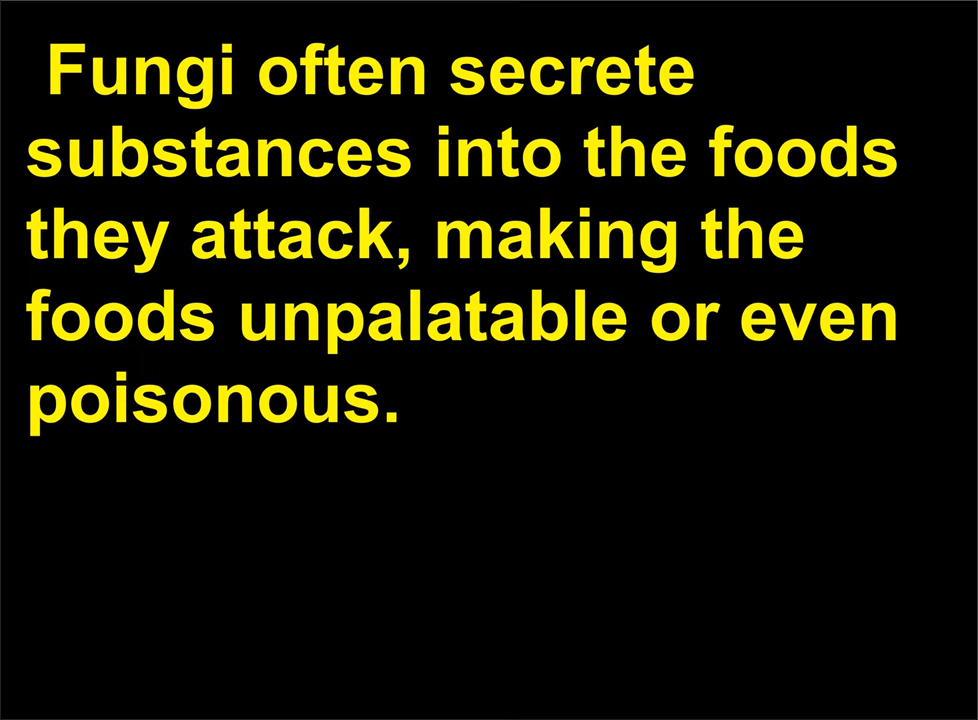 Fungi often secrete
substances into the foods
they attack, making the
foods unpalatable or even
poisonous.